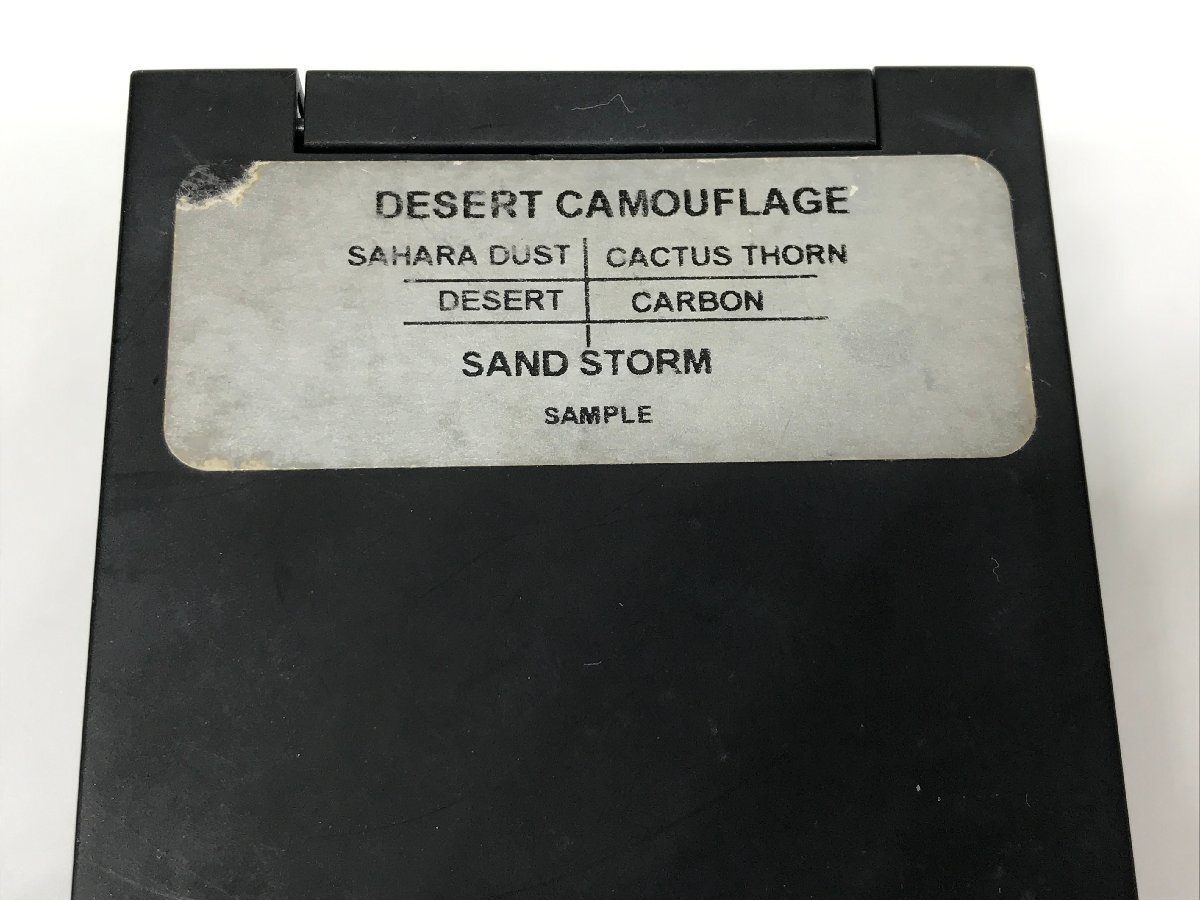 DESERT CAMOUFLAGE
SAHARA DUST | CACTUS THORN
DESERT | CARBON
SAND STORM
SAMPLE